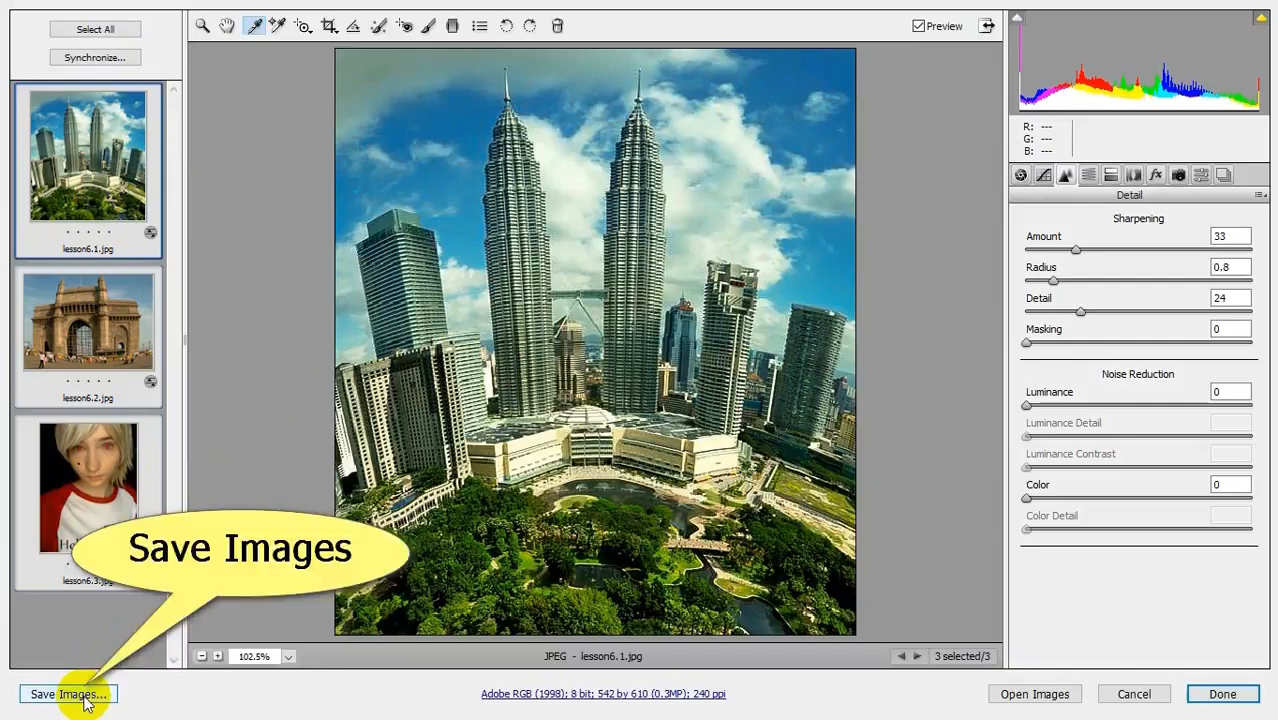 Select All
Synchronize...
lesson6.1.jpg
lesson6.2.jpg
lesson6.3.jpg
Save Images
Save Images...
Preview
102.5%
JPEG - lesson6.1.jpg
3 selected/3
Adobe RGB (1998); 8 bit; 542 by 610 (0.3MP); 240 ppi
Open Images
Cancel
Done
R: ---
G: ---
B: ---
Detail
Sharpening
Amount 33
Radius 0.8
Detail 24
Masking 0
Noise Reduction
Luminance 0
Luminance Detail
Luminance Contrast
Color 0
Color Detail